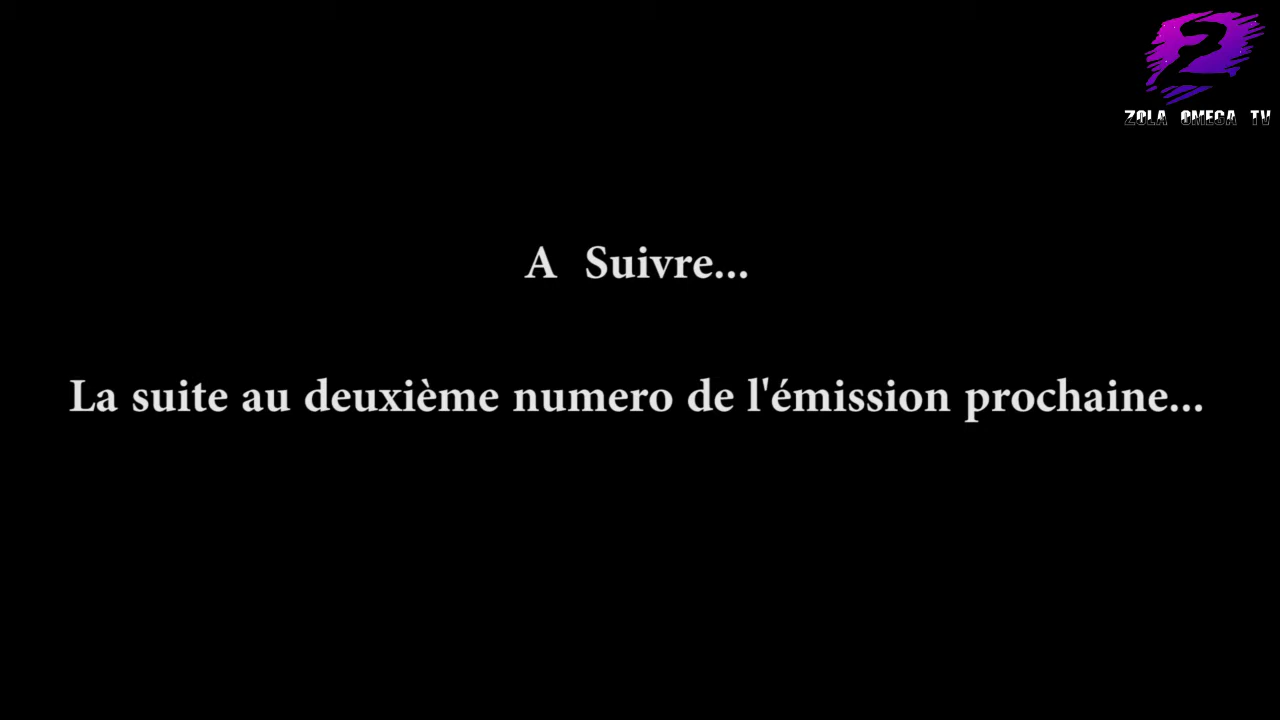 ZOLA OMEGA TV
A Suivre...
La suite au deuxième numero de l'émission prochaine...